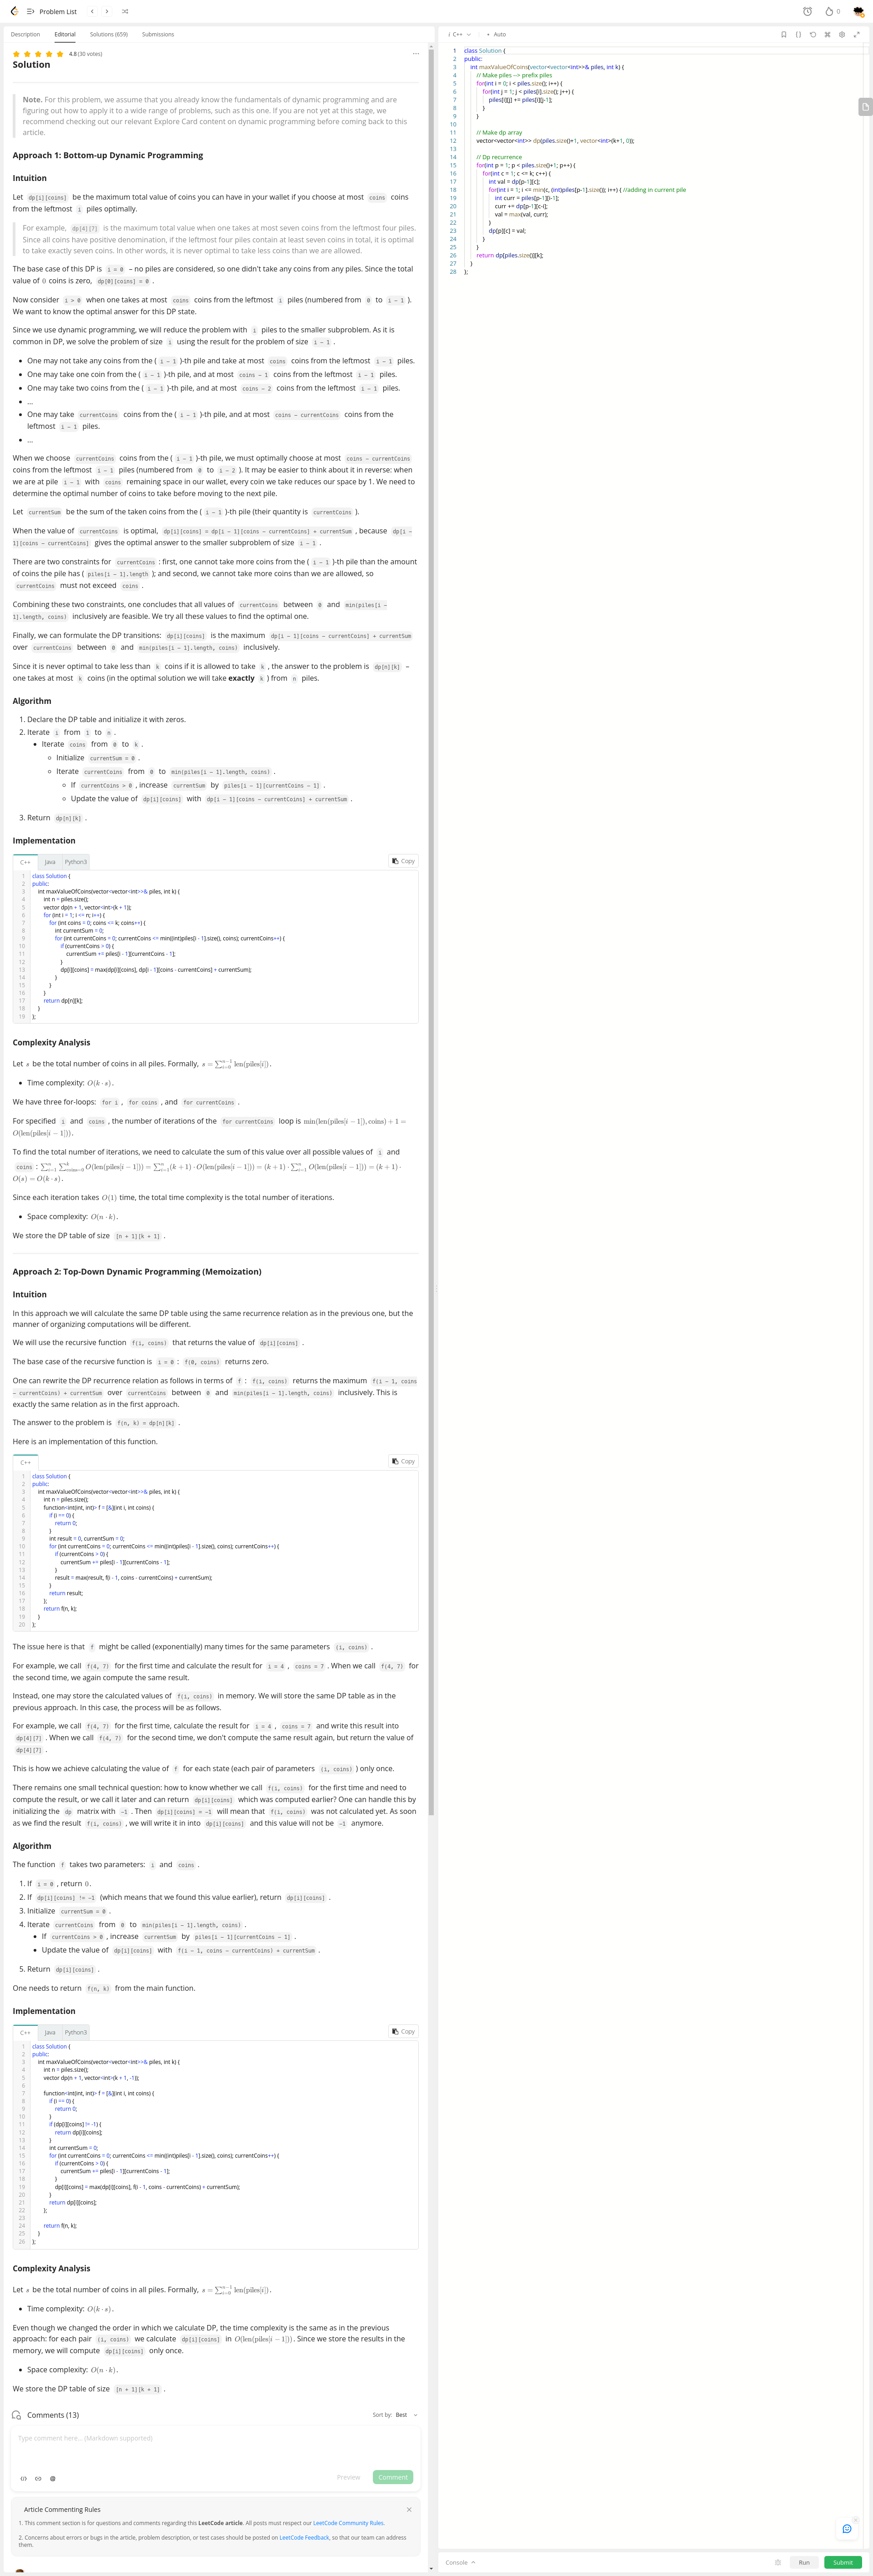 Problem List
0
Description
Editorial
Solutions (659)
Submissions
4.8 (30 votes)
Solution
Note. For this problem, we assume that you already know the fundamentals of dynamic programming and are
figuring out how to apply it to a wide range of problems, such as this one. If you are not yet at this stage, we
recommend checking out our relevant Explore Card content on dynamic programming before coming back to this
article.
Approach 1: Bottom-up Dynamic Programming
Intuition
Let dp[i][coins] be the maximum total value of coins you can have in your wallet if you may choose at most coins coins
from the leftmost i piles optimally.
For example, dp[4][7] is the maximum total value when one takes at most seven coins from the leftmost four piles.
Since all coins have positive denomination, if the leftmost four piles contain at least seven coins in total, it is optimal
to take exactly seven coins. In other words, it is never optimal to take less coins than we are allowed.
The base case of this DP is i = 0 – no piles are considered, so one didn't take any coins from any piles. Since the total
value of 0 coins is zero, dp[0][coins] = 0 .
Now consider i > 0 when one takes at most coins coins from the leftmost i piles (numbered from 0 to i − 1 ).
We want to know the optimal answer for this DP state.
Since we use dynamic programming, we will reduce the problem with i piles to the smaller subproblem. As it is
common in DP, we solve the problem of size i using the result for the problem of size i − 1 .
• One may not take any coins from the ( i − 1 )-th pile and take at most coins coins from the leftmost i − 1 piles.
• One may take one coin from the ( i − 1 )-th pile, and at most coins − 1 coins from the leftmost i − 1 piles.
• One may take two coins from the ( i − 1 )-th pile, and at most coins − 2 coins from the leftmost i − 1 piles.
• ...
• One may take currentCoins coins from the ( i − 1 )-th pile, and at most coins − currentCoins coins from the
leftmost i − 1 piles.
• ...
When we choose currentCoins coins from the ( i − 1 )-th pile, we must optimally choose at most coins − currentCoins
coins from the leftmost i − 1 piles (numbered from 0 to i − 2 ). It may be easier to think about it in reverse: when
we are at pile i − 1 with coins remaining space in our wallet, every coin we take reduces our space by 1. We need to
determine the optimal number of coins to take before moving to the next pile.
Let currentSum be the sum of the taken coins from the ( i − 1 )-th pile (their quantity is currentCoins ).
When the value of currentCoins is optimal, dp[i][coins] = dp[i − 1][coins − currentCoins] + currentSum , because dp[i −
1][coins − currentCoins] gives the optimal answer to the smaller subproblem of size i − 1 .
There are two constraints for currentCoins : first, one cannot take more coins from the ( i − 1 )-th pile than the amount
of coins the pile has ( piles[i − 1].length ); and second, we cannot take more coins than we are allowed, so
currentCoins must not exceed coins .
Combining these two constraints, one concludes that all values of currentCoins between 0 and min(piles[i −
1].length, coins) inclusively are feasible. We try all these values to find the optimal one.
Finally, we can formulate the DP transitions: dp[i][coins] is the maximum dp[i − 1][coins − currentCoins] + currentSum
over currentCoins between 0 and min(piles[i − 1].length, coins) inclusively.
Since it is never optimal to take less than k coins if it is allowed to take k , the answer to the problem is dp[n][k] –
one takes at most k coins (in the optimal solution we will take exactly k ) from n piles.
Algorithm
1. Declare the DP table and initialize it with zeros.
2. Iterate i from 1 to n .
• Iterate coins from 0 to k .
◦ Initialize currentSum = 0 .
◦ Iterate currentCoins from 0 to min(piles[i − 1].length, coins) .
◦ If currentCoins > 0 , increase currentSum by piles[i − 1][currentCoins − 1] .
◦ Update the value of dp[i][coins] with dp[i − 1][coins − currentCoins] + currentSum .
3. Return dp[n][k] .
Implementation
C++
Java
Python3
Copy
1 class Solution {
2 public:
3 int maxValueOfCoins(vector<vector<int>>& piles, int k) {
4 int n = piles.size();
5 vector dp(n + 1, vector<int>(k + 1));
6 for (int i = 1; i <= n; i++) {
7 for (int coins = 0; coins <= k; coins++) {
8 int currentSum = 0;
9 for (int currentCoins = 0; currentCoins <= min((int)piles[i - 1].size(), coins); currentCoins++) {
10 if (currentCoins > 0) {
11 currentSum += piles[i - 1][currentCoins - 1];
12 }
13 dp[i][coins] = max(dp[i][coins], dp[i - 1][coins - currentCoins] + currentSum);
14 }
15 }
16 }
17 return dp[n][k];
18 }
19 };
Complexity Analysis
Let s be the total number of coins in all piles. Formally, s = ∑_{i=0}^{n−1} len(piles[i]).
• Time complexity: O(k · s).
We have three for-loops: for i , for coins , and for currentCoins .
For specified i and coins , the number of iterations of the for currentCoins loop is min(len(piles[i − 1]), coins) + 1 =
O(len(piles[i − 1])).
To find the total number of iterations, we need to calculate the sum of this value over all possible values of i and
coins : ∑_{i=1}^{n} ∑_{coins=0}^{k} O(len(piles[i − 1])) = ∑_{i=1}^{n}(k + 1) · O(len(piles[i − 1])) = (k + 1) · ∑_{i=1}^{n} O(len(piles[i − 1])) = (k + 1) ·
O(s) = O(k · s).
Since each iteration takes O(1) time, the total time complexity is the total number of iterations.
• Space complexity: O(n · k).
We store the DP table of size [n + 1][k + 1] .
Approach 2: Top-Down Dynamic Programming (Memoization)
Intuition
In this approach we will calculate the same DP table using the same recurrence relation as in the previous one, but the
manner of organizing computations will be different.
We will use the recursive function f(i, coins) that returns the value of dp[i][coins] .
The base case of the recursive function is i = 0 : f(0, coins) returns zero.
One can rewrite the DP recurrence relation as follows in terms of f : f(i, coins) returns the maximum f(i − 1, coins
− currentCoins) + currentSum over currentCoins between 0 and min(piles[i − 1].length, coins) inclusively. This is
exactly the same relation as in the first approach.
The answer to the problem is f(n, k) = dp[n][k] .
Here is an implementation of this function.
C++
Copy
1 class Solution {
2 public:
3 int maxValueOfCoins(vector<vector<int>>& piles, int k) {
4 int n = piles.size();
5 function<int(int, int)> f = [&](int i, int coins) {
6 if (i == 0) {
7 return 0;
8 }
9 int result = 0, currentSum = 0;
10 for (int currentCoins = 0; currentCoins <= min((int)piles[i - 1].size(), coins); currentCoins++) {
11 if (currentCoins > 0) {
12 currentSum += piles[i - 1][currentCoins - 1];
13 }
14 result = max(result, f(i - 1, coins - currentCoins) + currentSum);
15 }
16 return result;
17 };
18 return f(n, k);
19 }
20 };
The issue here is that f might be called (exponentially) many times for the same parameters (i, coins) .
For example, we call f(4, 7) for the first time and calculate the result for i = 4 , coins = 7 . When we call f(4, 7) for
the second time, we again compute the same result.
Instead, one may store the calculated values of f(i, coins) in memory. We will store the same DP table as in the
previous approach. In this case, the process will be as follows.
For example, we call f(4, 7) for the first time, calculate the result for i = 4 , coins = 7 and write this result into
dp[4][7] . When we call f(4, 7) for the second time, we don't compute the same result again, but return the value of
dp[4][7] .
This is how we achieve calculating the value of f for each state (each pair of parameters (i, coins) ) only once.
There remains one small technical question: how to know whether we call f(i, coins) for the first time and need to
compute the result, or we call it later and can return dp[i][coins] which was computed earlier? One can handle this by
initializing the dp matrix with −1 . Then dp[i][coins] = −1 will mean that f(i, coins) was not calculated yet. As soon
as we find the result f(i, coins) , we will write it in into dp[i][coins] and this value will not be −1 anymore.
Algorithm
The function f takes two parameters: i and coins .
1. If i = 0 , return 0.
2. If dp[i][coins] != −1 (which means that we found this value earlier), return dp[i][coins] .
3. Initialize currentSum = 0 .
4. Iterate currentCoins from 0 to min(piles[i − 1].length, coins) .
• If currentCoins > 0 , increase currentSum by piles[i − 1][currentCoins − 1] .
• Update the value of dp[i][coins] with f(i − 1, coins − currentCoins) + currentSum .
5. Return dp[i][coins] .
One needs to return f(n, k) from the main function.
Implementation
C++
Java
Python3
Copy
1 class Solution {
2 public:
3 int maxValueOfCoins(vector<vector<int>>& piles, int k) {
4 int n = piles.size();
5 vector dp(n + 1, vector<int>(k + 1, -1));
6
7 function<int(int, int)> f = [&](int i, int coins) {
8 if (i == 0) {
9 return 0;
10 }
11 if (dp[i][coins] != -1) {
12 return dp[i][coins];
13 }
14 int currentSum = 0;
15 for (int currentCoins = 0; currentCoins <= min((int)piles[i - 1].size(), coins); currentCoins++) {
16 if (currentCoins > 0) {
17 currentSum += piles[i - 1][currentCoins - 1];
18 }
19 dp[i][coins] = max(dp[i][coins], f(i - 1, coins - currentCoins) + currentSum);
20 }
21 return dp[i][coins];
22 };
23
24 return f(n, k);
25 }
26 };
Complexity Analysis
Let s be the total number of coins in all piles. Formally, s = ∑_{i=0}^{n−1} len(piles[i]).
• Time complexity: O(k · s).
Even though we changed the order in which we calculate DP, the time complexity is the same as in the previous
approach: for each pair (i, coins) we calculate dp[i][coins] in O(len(piles[i − 1])). Since we store the results in the
memory, we will compute dp[i][coins] only once.
• Space complexity: O(n · k).
We store the DP table of size [n + 1][k + 1] .
Comments (13)
Sort by: Best
Type comment here... (Markdown supported)
Preview
Comment
Article Commenting Rules
1. This comment section is for questions and comments regarding this LeetCode article. All posts must respect our LeetCode Community Rules.
2. Concerns about errors or bugs in the article, problem description, or test cases should be posted on LeetCode Feedback, so that our team can address
them.
i C++
• Auto
1 class Solution {
2 public:
3 int maxValueOfCoins(vector<vector<int>>& piles, int k) {
4 // Make piles --> prefix piles
5 for(int i = 0; i < piles.size(); i++) {
6 for(int j = 1; j < piles[i].size(); j++) {
7 piles[i][j] += piles[i][j-1];
8 }
9 }
10
11 // Make dp array
12 vector<vector<int>> dp(piles.size()+1, vector<int>(k+1, 0));
13
14 // Dp recurrence
15 for(int p = 1; p < piles.size()+1; p++) {
16 for(int c = 1; c <= k; c++) {
17 int val = dp[p-1][c];
18 for(int i = 1; i <= min(c, (int)piles[p-1].size()); i++) { //adding in current pile
19 int curr = piles[p-1][i-1];
20 curr += dp[p-1][c-i];
21 val = max(val, curr);
22 }
23 dp[p][c] = val;
24 }
25 }
26 return dp[piles.size()][k];
27 }
28 };
Console
Run
Submit